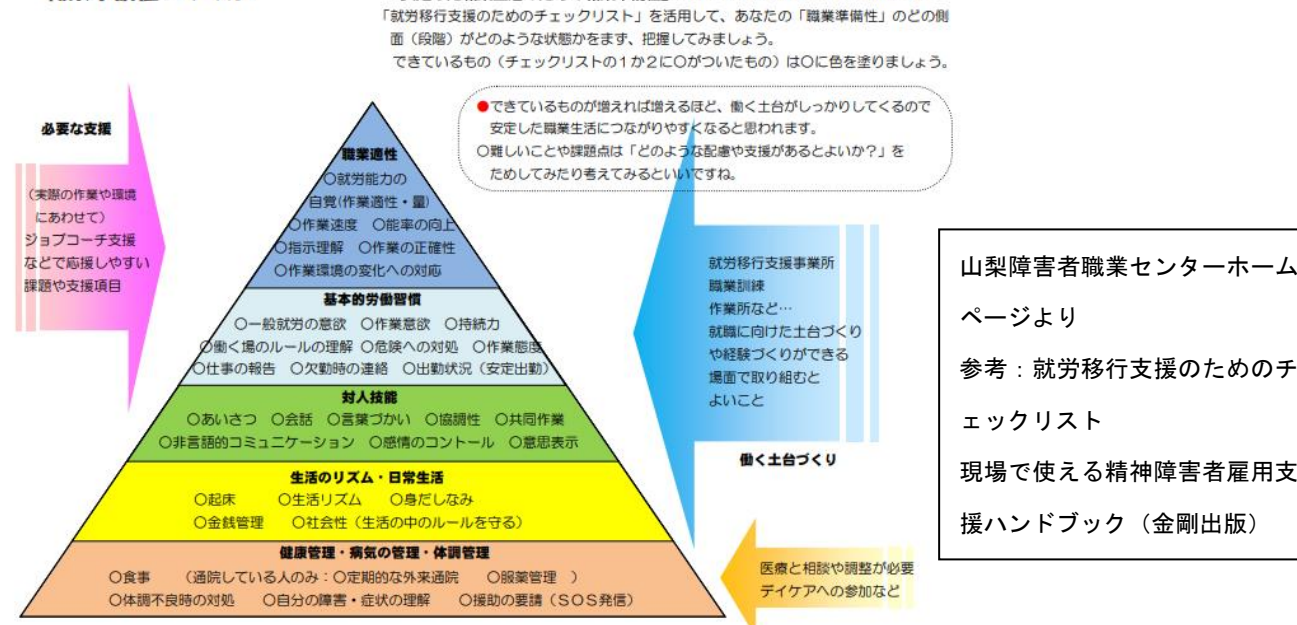 「就労移行支援のためのチェックリスト」を活用して、あなたの「職業準備性」のどの側
面（段階）がどのような状態かをまず、把握してみましょう。
できているもの（チェックリストの１か２に○がついたもの）は○に色を塗りましょう。
●できているものが増えれば増えるほど、働く土台がしっかりしてくるので
安定した職業生活につながりやすくなると思われます。
○難しいことや課題点は「どのような配慮や支援があるとよいか？」を
ためしてみたり考えてみるといいですね。
必要な支援
（実際の作業や環境
にあわせて）
ジョブコーチ支援
などで応援しやすい
課題や支援項目
職業適性
○就労能力の
自覚(作業適性・量)
○作業速度　○能率の向上
○指示理解　○作業の正確性
○作業環境の変化への対応
基本的労働習慣
○一般就労の意欲　○作業意欲　○持続力
○働く場のルールの理解　○危険への対処　○作業態度
○仕事の報告　○欠勤時の連絡　○出勤状況（安定出勤）
対人技能
○あいさつ　○会話　○言葉づかい　○協調性　○共同作業
○非言語的コミュニケーション　○感情のコントール　○意思表示
生活のリズム・日常生活
○起床　○生活リズム　○身だしなみ
○金銭管理　○社会性（生活の中のルールを守る）
健康管理・病気の管理・体調管理
○食事　（通院している人のみ：○定期的な外来通院　○服薬管理　）
○体調不良時の対処　○自分の障害・症状の理解　○援助の要請（ＳＯＳ発信）
就労移行支援事業所
職業訓練
作業所など…
就職に向けた土台づくり
や経験づくりができる
場面で取り組むと
よいこと
働く土台づくり
医療と相談や調整が必要
デイケアへの参加など
山梨障害者職業センターホーム
ページより
参考：就労移行支援のためのチ
ェックリスト
現場で使える精神障害者雇用支
援ハンドブック（金剛出版）